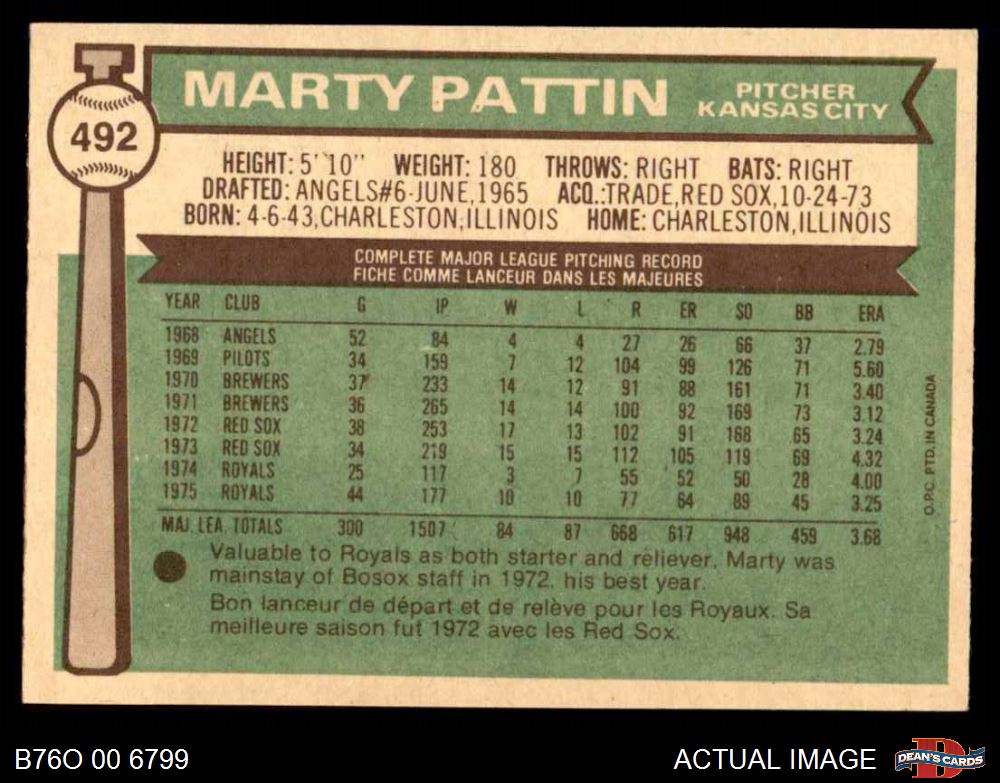 MARTY PATTIN
PITCHER
KANSAS CITY
492
HEIGHT: 5' 10" WEIGHT: 180 THROWS: RIGHT BATS: RIGHT
DRAFTED: ANGELS#6-JUNE,1965 ACQ.:TRADE,RED SOX,10-24-73
BORN: 4-6-43,CHARLESTON,ILLINOIS HOME: CHARLESTON,ILLINOIS
COMPLETE MAJOR LEAGUE PITCHING RECORD
FICHE COMME LANCEUR DANS LES MAJEURES
YEAR CLUB G IP W L R ER SO BB ERA
1968 ANGELS 52 84 4 4 27 26 66 37 2.79
1969 PILOTS 34 159 7 12 104 99 126 71 5.60
1970 BREWERS 37 233 14 12 91 88 161 71 3.40
1971 BREWERS 36 265 14 14 100 92 169 73 3.12
1972 RED SOX 38 253 17 13 102 91 168 65 3.24
1973 RED SOX 34 219 15 15 112 105 119 69 4.32
1974 ROYALS 25 117 3 7 55 52 50 28 4.00
1975 ROYALS 44 177 10 10 77 64 89 45 3.25
MAJ. LEA. TOTALS 300 1507 84 87 668 617 948 459 3.68
Valuable to Royals as both starter and reliever, Marty was
mainstay of Bosox staff in 1972, his best year.
Bon lanceur de départ et de relève pour les Royaux. Sa
meilleure saison fut 1972 avec les Red Sox.
O.P.C. PTD. IN CANADA
B76O 00 6799
ACTUAL IMAGE
D
DEAN'S CARDS